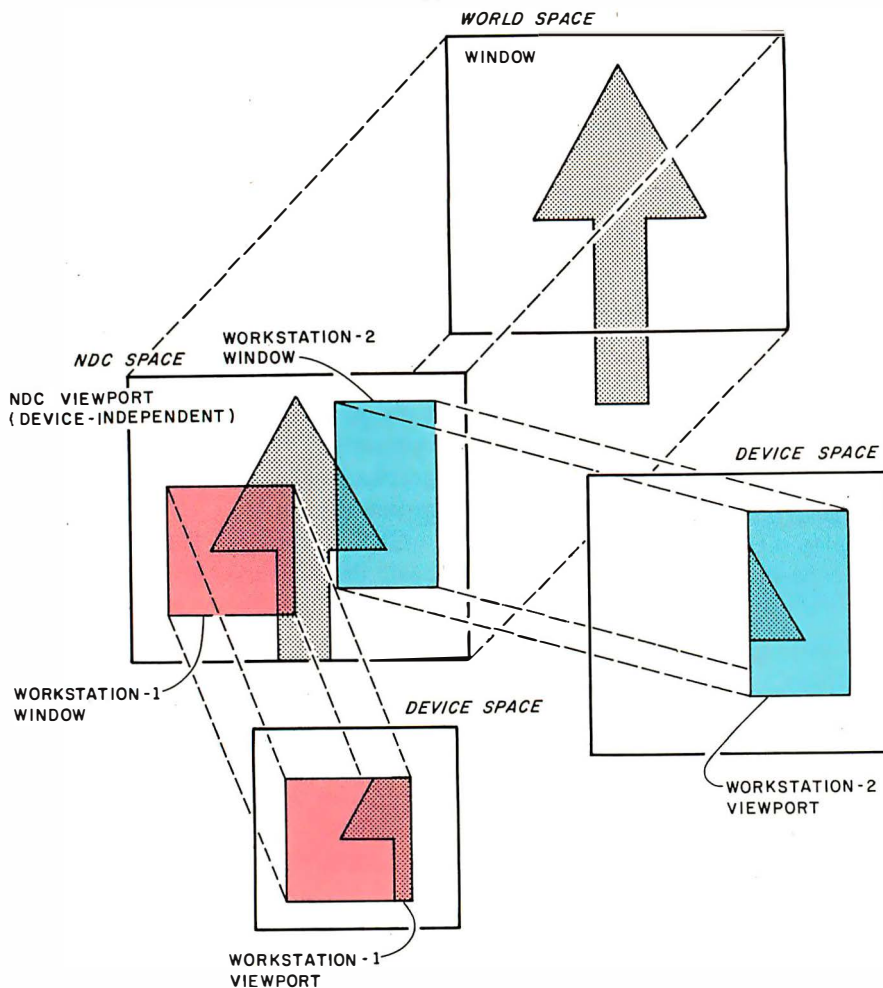 WORLD SPACE
WINDOW
WORKSTATION-2
WINDOW
NDC SPACE
NDC VIEWPORT
(DEVICE-INDEPENDENT)
DEVICE SPACE
WORKSTATION-1
WINDOW
DEVICE SPACE
WORKSTATION-2
VIEWPORT
WORKSTATION-1
VIEWPORT